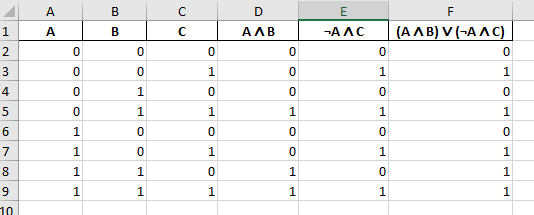 A B C D E F
1 A B C A ∧ B ¬A ∧ C (A ∧ B) ∨ (¬A ∧ C)
2 0 0 0 0 0 0
3 0 0 1 0 1 1
4 0 1 0 0 0 0
5 0 1 1 1 1 1
6 1 0 0 0 0 0
7 1 0 1 0 1 1
8 1 1 0 1 0 1
9 1 1 1 1 1 1
10